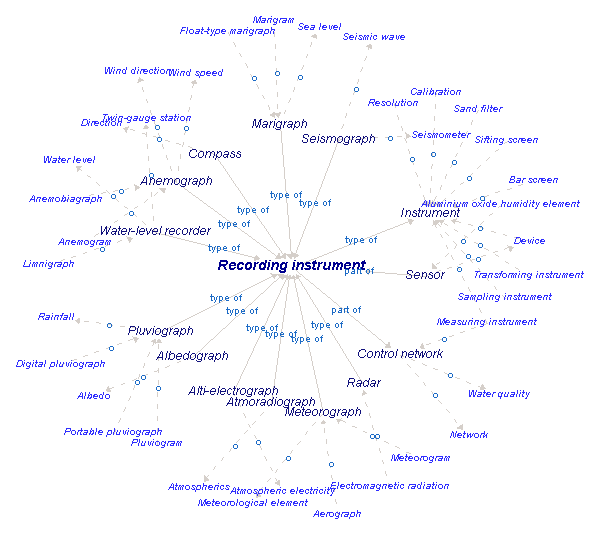 Marigram
Float-type marigraph
Sea level
Seismic wave
Wind direction
Wind speed
Calibration
Resolution
Sand filter
Twin-gauge station
Direction
Marigraph
Seismograph
Seismometer
Sifting screen
Compass
Water level
Bar screen
Anemograph
type of
type of
Anemobiagraph
type of
Aluminium oxide humidity element
Instrument
Water-level recorder
Anemogram
type of
type of
Device
Limnigraph
Recording instrument
part of
Sensor
Transforming instrument
type of
Sampling instrument
Rainfall
type of
part of
Measuring instrument
Pluviograph
type of
type of
type of
type of
Albedograph
Control network
Digital pluviograph
Alti-electrograph
Radar
Albedo
Atmoradiograph
Water quality
Meteorograph
Portable pluviograph
Pluviogram
Network
Meteorogram
Atmospherics
Atmospheric electricity
Electromagnetic radiation
Meteorological element
Aerograph